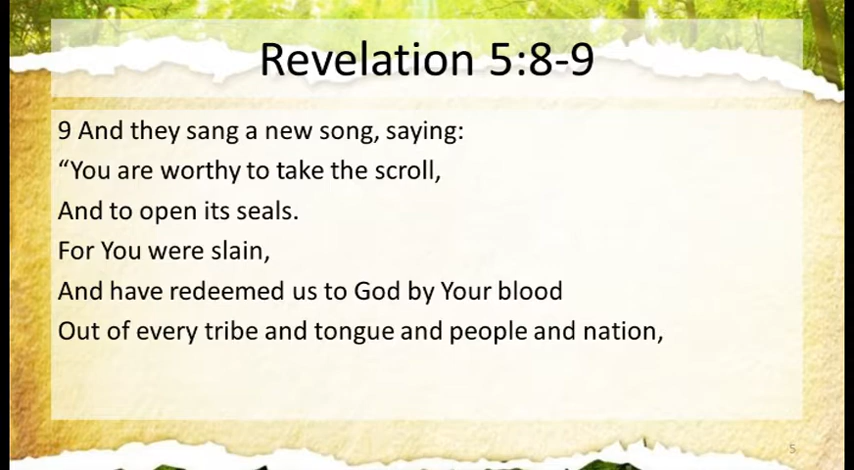 Revelation 5:8-9
9 And they sang a new song, saying:
“You are worthy to take the scroll,
And to open its seals.
For You were slain,
And have redeemed us to God by Your blood
Out of every tribe and tongue and people and nation,
5